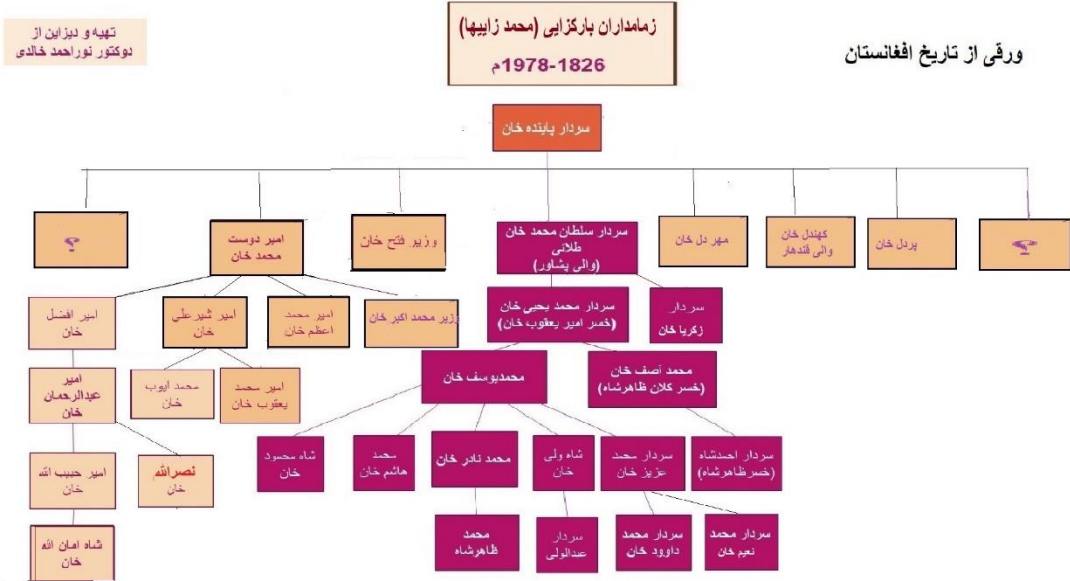 تهیه و دیزاین از
دوکتور نوراحمد خالدی
زمامداران بارکزایی (محمد زاییها)
1826-1978م
ورقی از تاریخ افغانستان
سردار پاینده خان
؟
امیر دوست
محمد خان
وزیر فتح خان
سردار سلطان محمد خان
طلائی
(والی پشاور)
مهر دل خان
کهندل خان
والی قندهار
پردل خان
؟
امیر افضل
خان
امیر شیرعلی
خان
امیر محمد
اعظم خان
وزیر محمد اکبر خان
سردار محمد یحیی خان
(خسر امیر یعقوب خان)
سردار
زکریا خان
امیر
عبدالرحمان
خان
محمد ایوب
خان
امیر محمد
یعقوب خان
محمدیوسف خان
محمد آصف خان
(خسر کلان ظاهرشاه)
امیر حبیب الله
خان
نصرالله
خان
شاه محمود
خان
محمد
هاشم خان
محمد نادر خان
شاه ولی
خان
سردار محمد
عزیز خان
سردار احمدشاه
(خسرظاهرشاه)
شاه امان الله
خان
محمد
ظاهرشاه
سردار
عبدالولی
سردار محمد
داوود خان
سردار محمد
نعیم خان